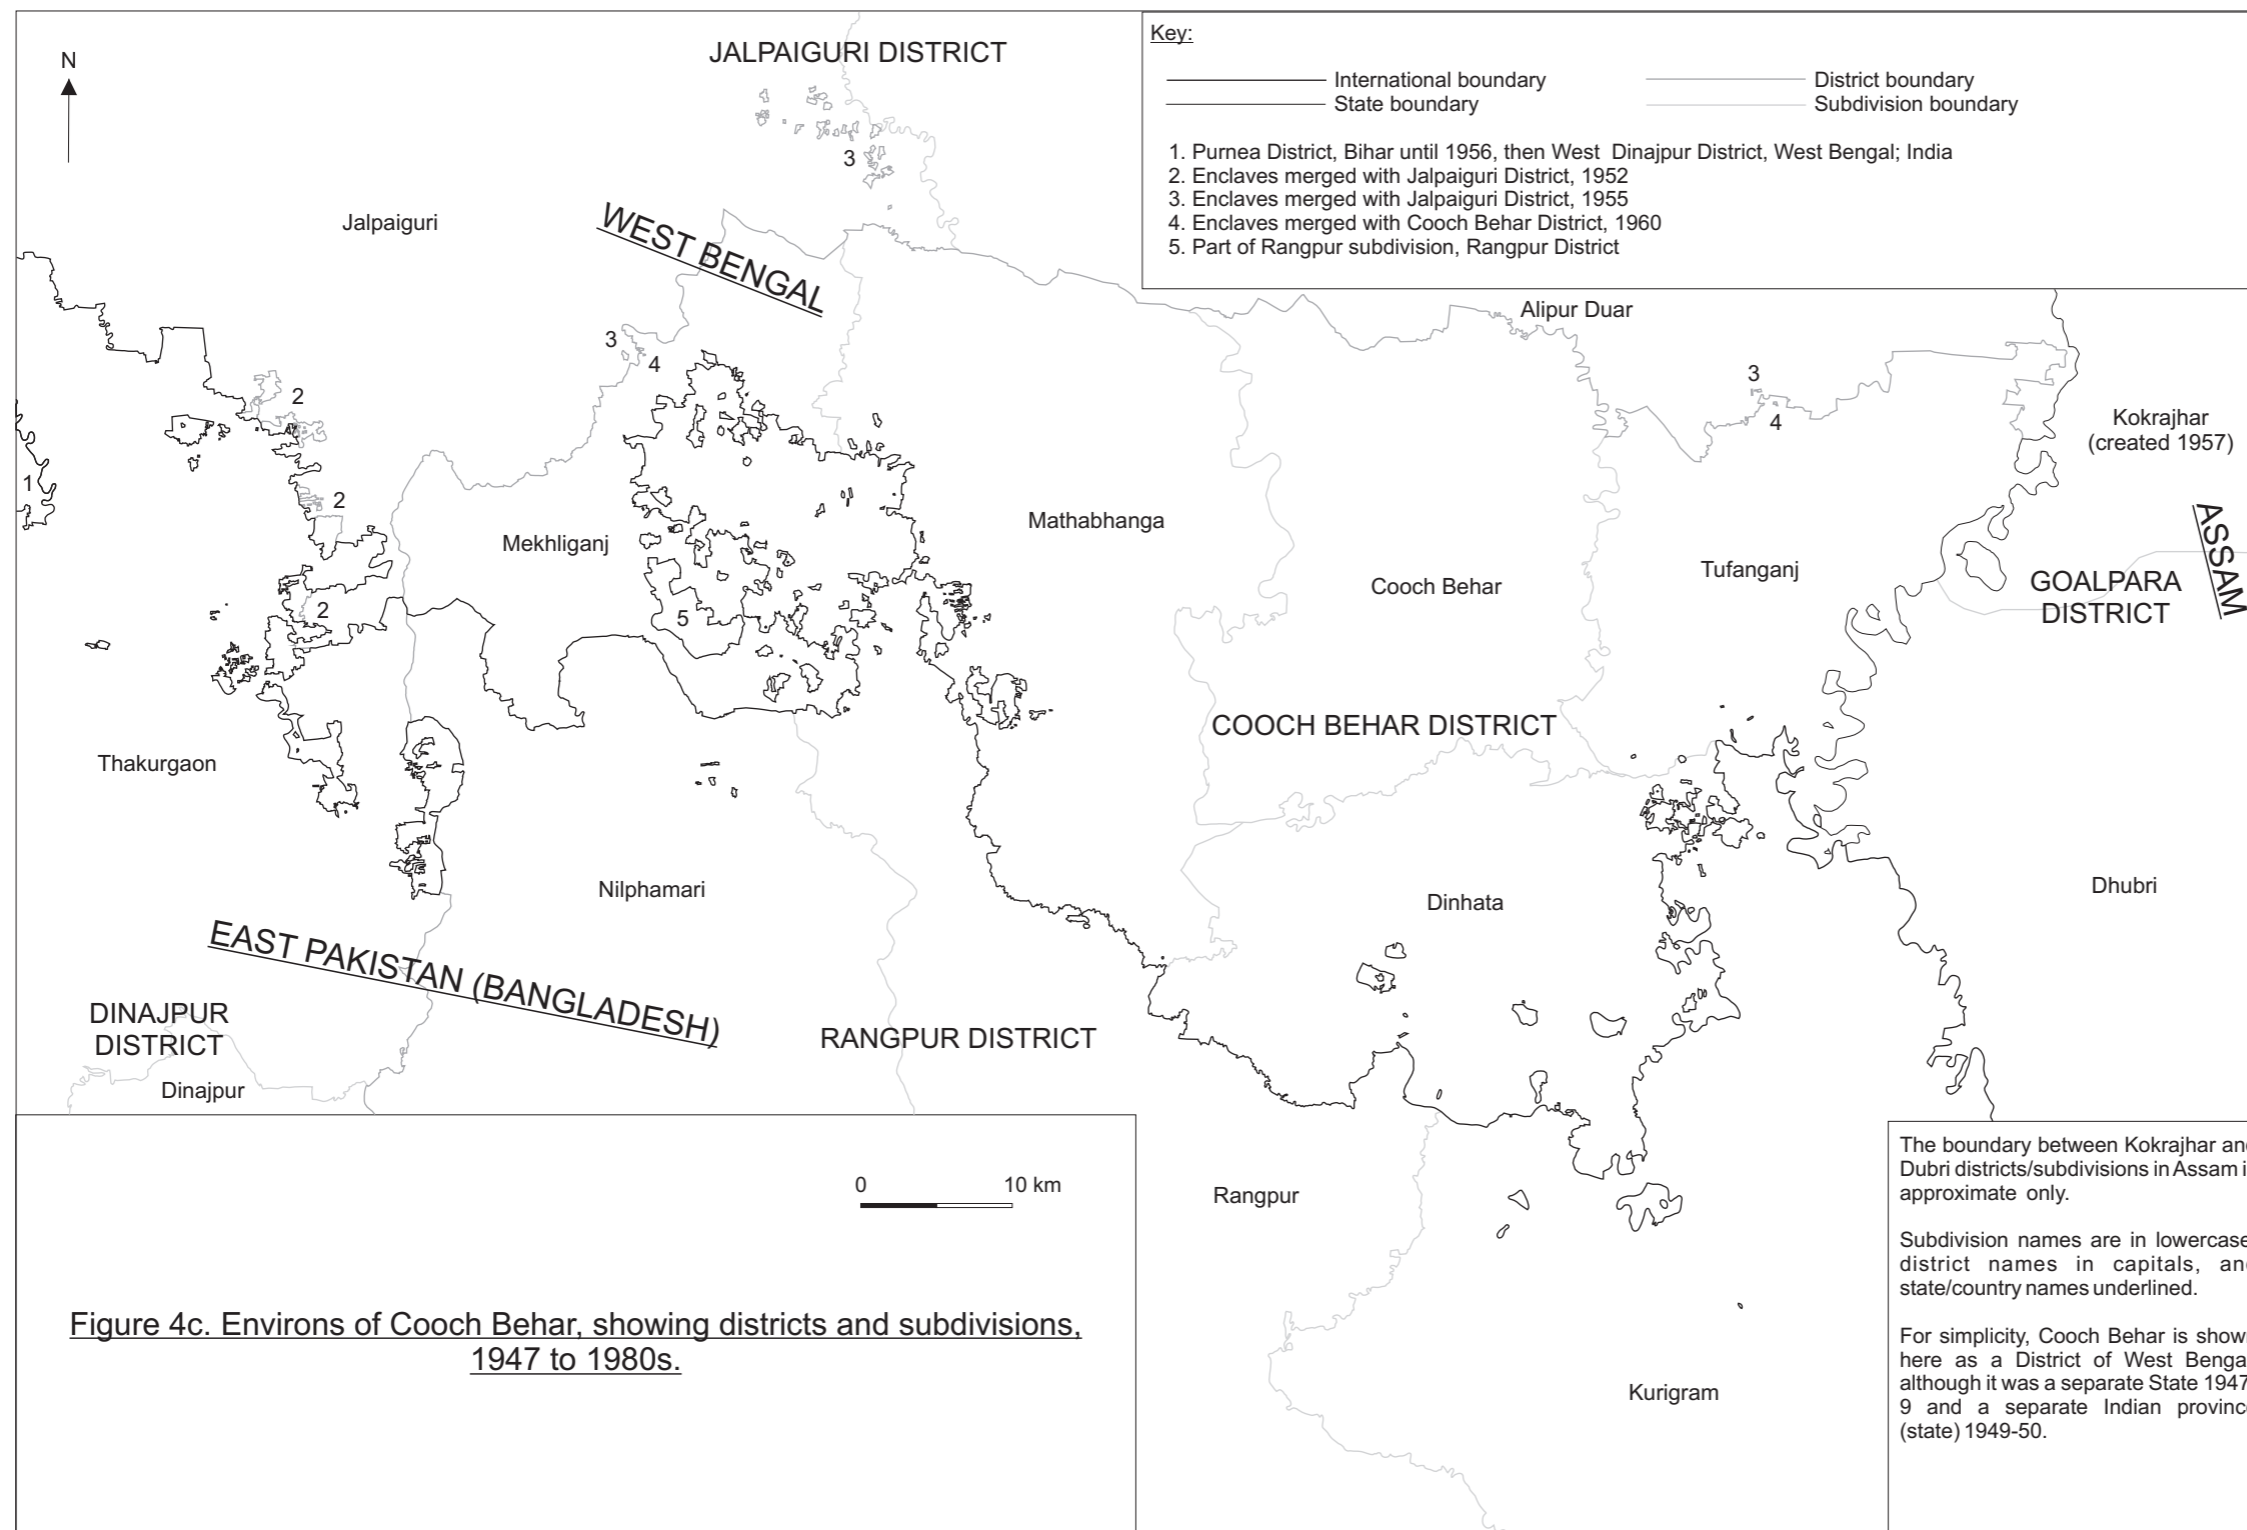 N
JALPAIGURI DISTRICT
Key:
International boundary
State boundary
District boundary
Subdivision boundary
1. Purnea District, Bihar until 1956, then West Dinajpur District, West Bengal; India
2. Enclaves merged with Jalpaiguri District, 1952
3. Enclaves merged with Jalpaiguri District, 1955
4. Enclaves merged with Cooch Behar District, 1960
5. Part of Rangpur subdivision, Rangpur District
3
Jalpaiguri
WEST BENGAL
Alipur Duar
3
4
3
4
2
Kokrajhar
(created 1957)
1
2
Mekhliganj
Mathabhanga
ASSAM
Cooch Behar
Tufanganj
GOALPARA
DISTRICT
2
5
COOCH BEHAR DISTRICT
Thakurgaon
Nilphamari
Dinhata
Dhubri
EAST PAKISTAN (BANGLADESH)
DINAJPUR
DISTRICT
RANGPUR DISTRICT
Dinajpur
0 10 km
Rangpur
Kurigram
Figure 4c. Environs of Cooch Behar, showing districts and subdivisions,
1947 to 1980s.
The boundary between Kokrajhar
Dubri districts/subdivisions in Assam
approximate only.
Subdivision names are in lowercase
district names in capitals,
state/country names underlined.
For simplicity, Cooch Behar is
here as a District of West
although it was a separate State 1947
9 and a separate Indian
(state) 1949-50.